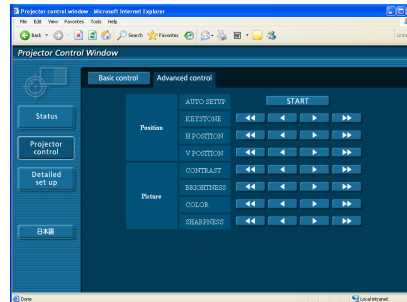 Projector control window - Microsoft Internet Explorer
File Edit View Favorites Tools Help
Back Search Favorites
Projector Control Window
Basic control Advanced control
Status
Projector
control
Detailed
set up
日本語
Position
AUTO SETUP START
KEYSTONE
H POSITION
V POSITION
Picture
CONTRAST
BRIGHTNESS
COLOR
SHARPNESS
Done Local intranet